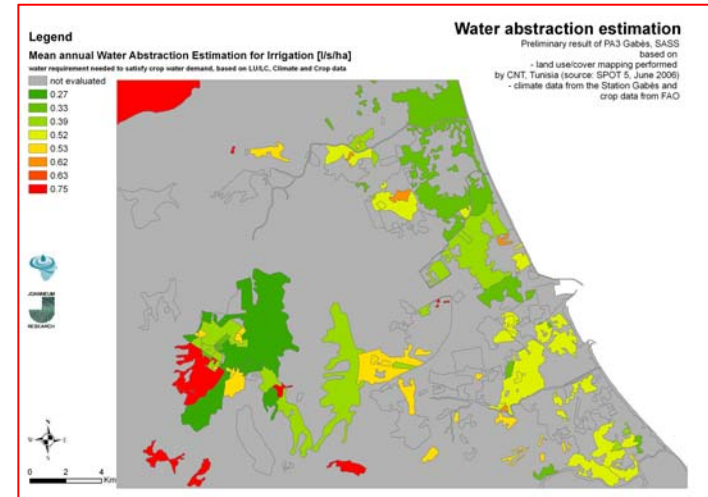 Water abstraction estimation
Preliminary result of PA3 Gabès, SASS
based on
- land use/cover mapping performed
by CNT, Tunisia (source: SPOT 5, June 2006)
- climate data from the Station Gabès and
crop data from FAO
Legend
Mean annual Water Abstraction Estimation for Irrigation [l/s/ha]
water requirement needed to satisfy crop water demand, based on LU/LC, Climate and Crop data
not evaluated
0.27
0.33
0.39
0.52
0.53
0.62
0.63
0.75
JOANNEUM
RESEARCH
N
W E
S
0 2 4
Km